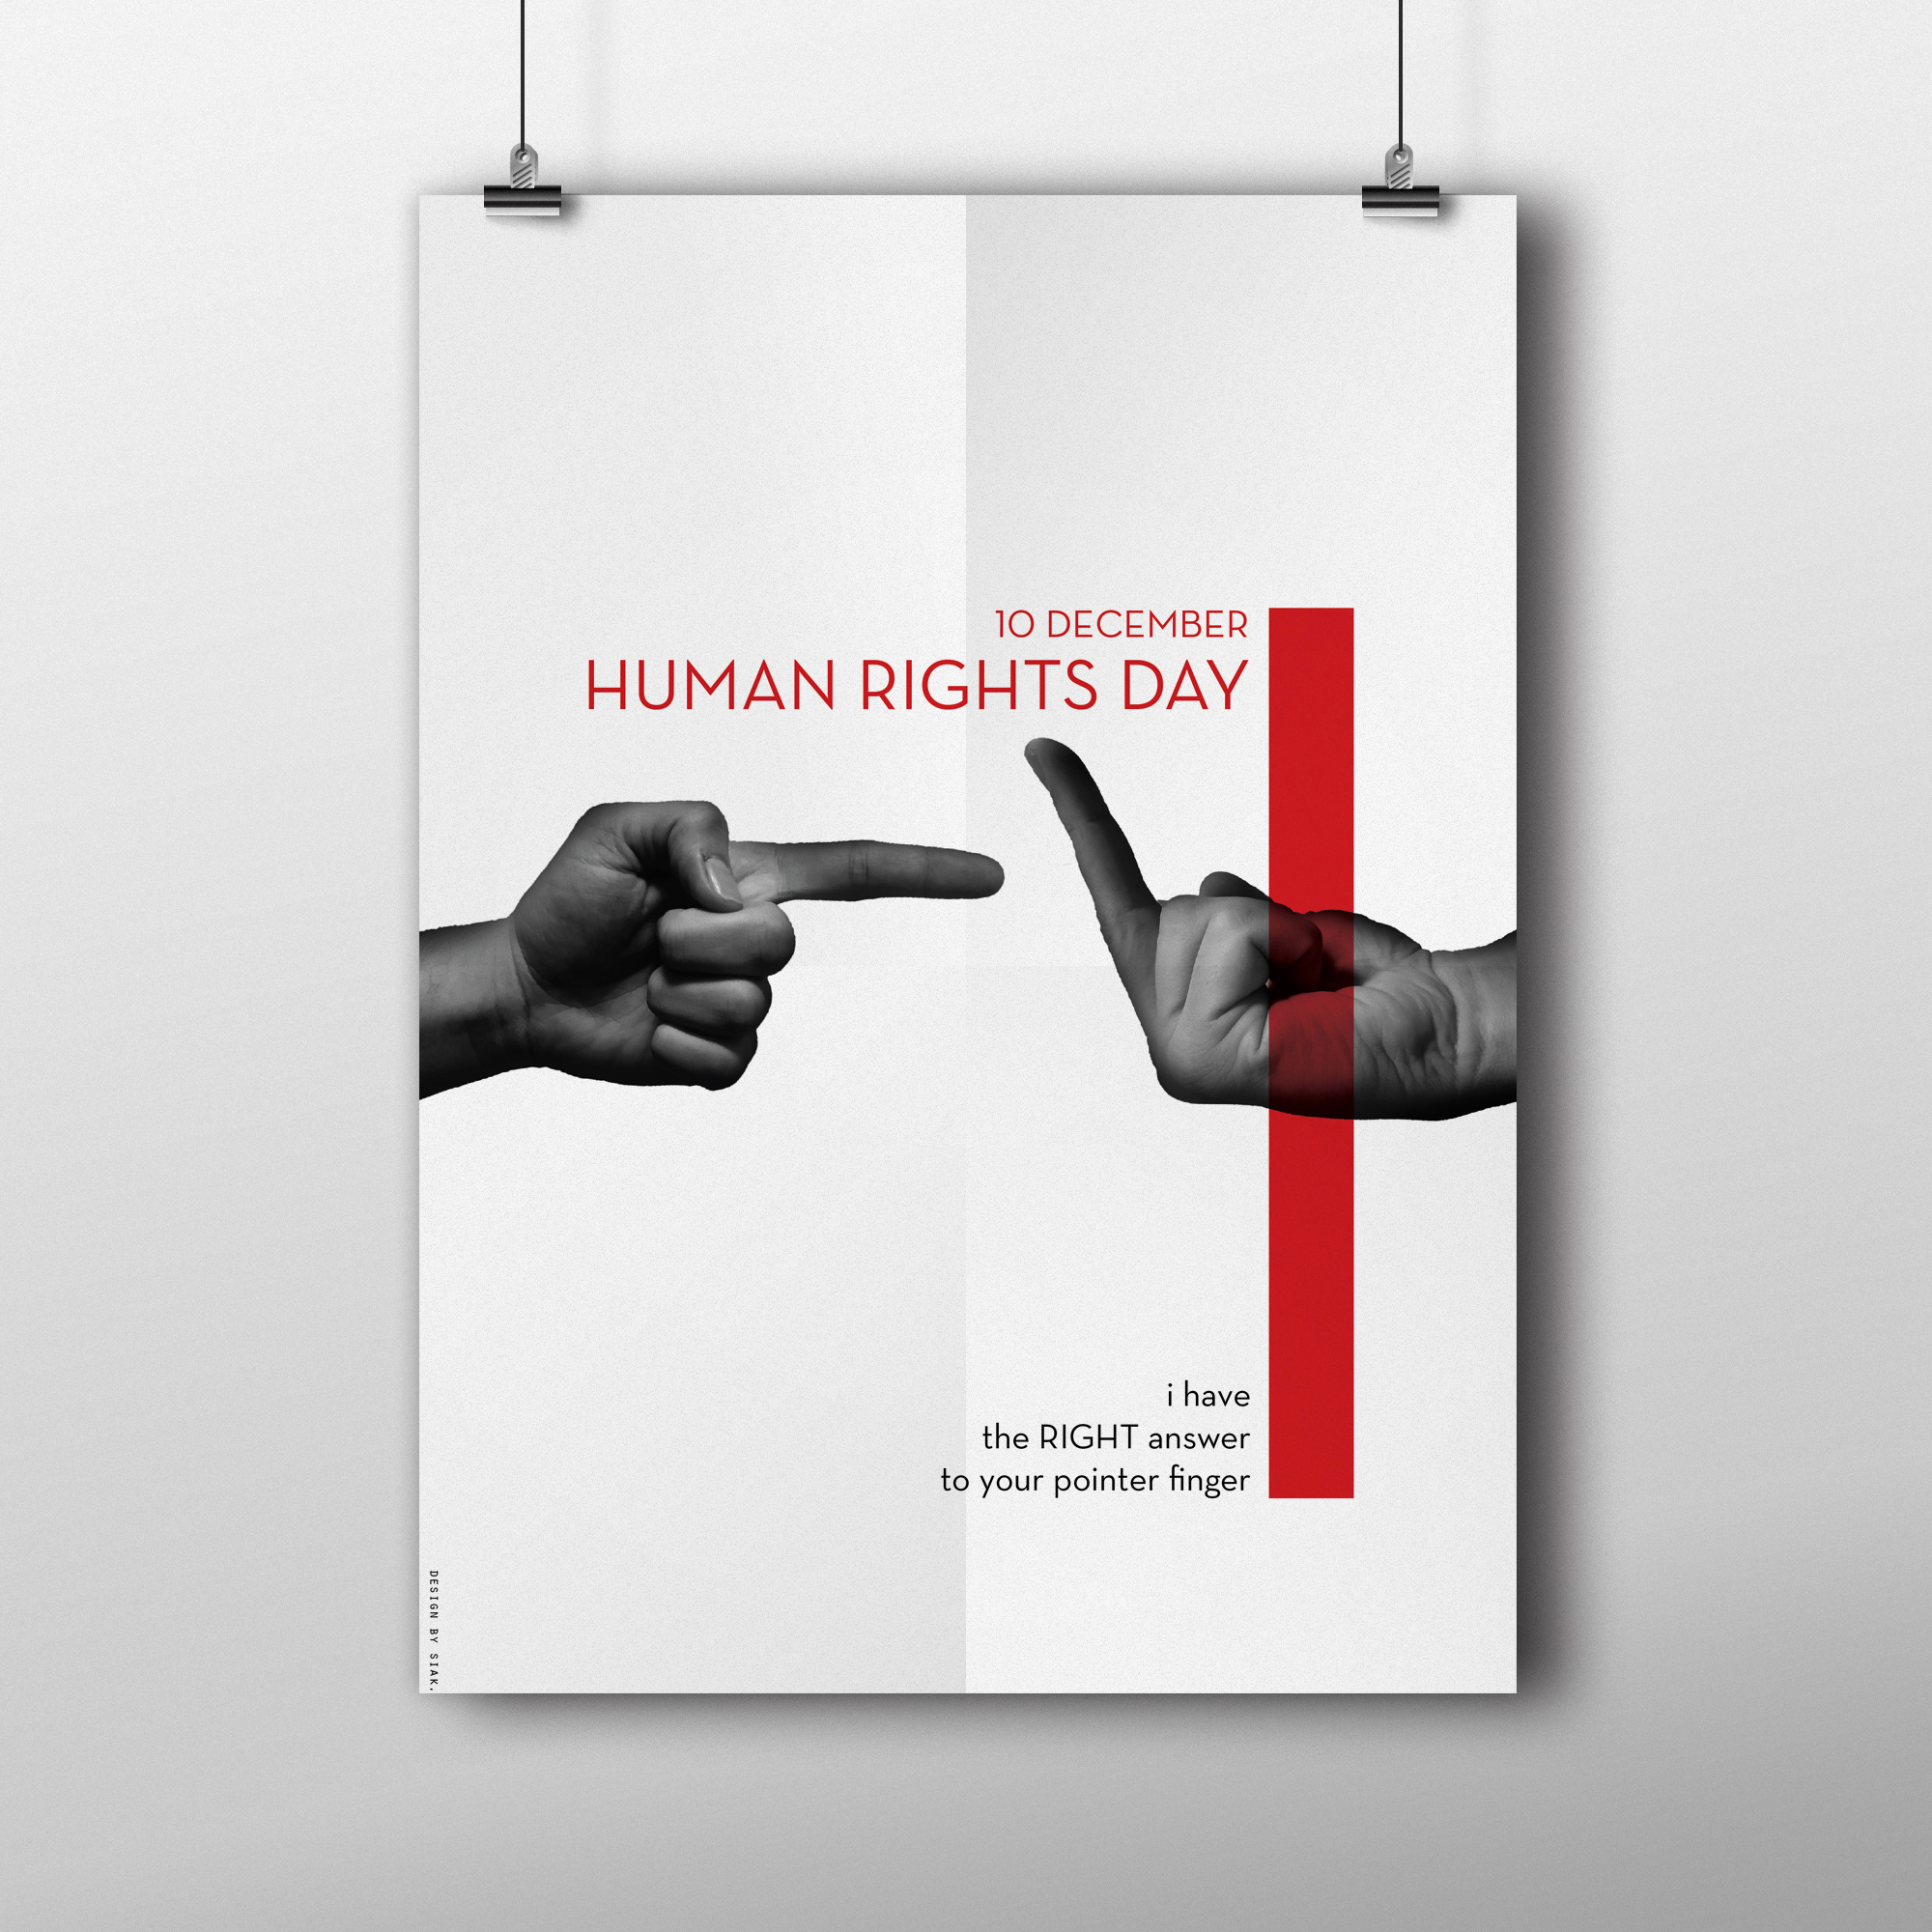 10 DECEMBER
HUMAN RIGHTS DAY
i have
the RIGHT answer
to your pointer finger
DESIGN BY SIAK.